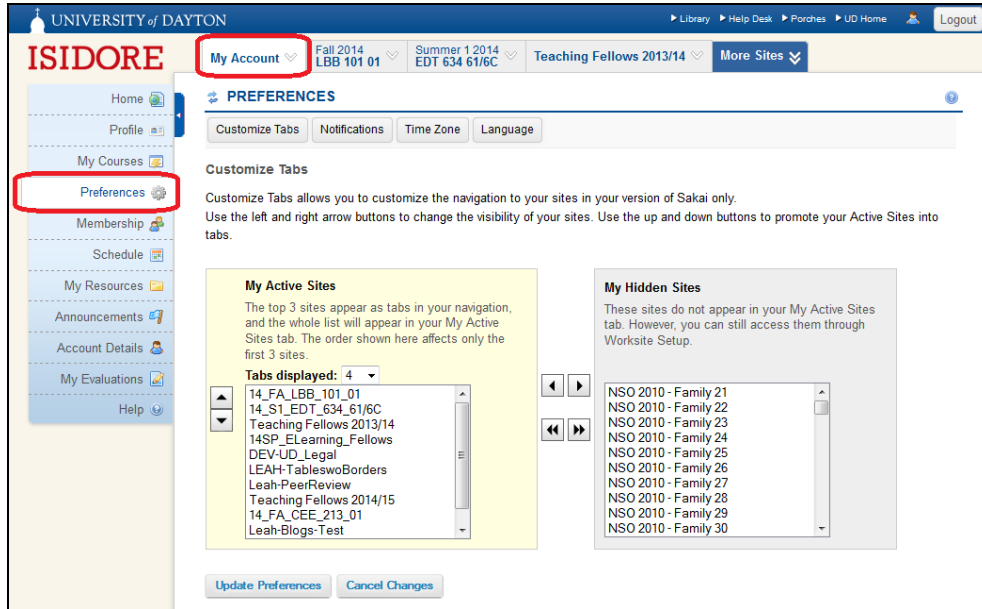 UNIVERSITY of DAYTON
Library Help Desk Porches UD Home Logout
ISIDORE
My Account
Fall 2014
LBB 101 01
Summer 1 2014
EDT 634 61/6C
Teaching Fellows 2013/14
More Sites
Home
Profile
My Courses
Preferences
Membership
Schedule
My Resources
Announcements
Account Details
My Evaluations
Help
PREFERENCES
Customize Tabs Notifications Time Zone Language
Customize Tabs
Customize Tabs allows you to customize the navigation to your sites in your version of Sakai only.
Use the left and right arrow buttons to change the visibility of your sites. Use the up and down buttons to promote your Active Sites into
tabs.
My Active Sites
The top 3 sites appear as tabs in your navigation,
and the whole list will appear in your My Active
Sites tab. The order shown here affects only the
first 3 sites.
Tabs displayed: 4
14_FA_LBB_101_01
14_S1_EDT_634_61/6C
Teaching Fellows 2013/14
14SP_ELearning_Fellows
DEV-UD_Legal
LEAH-TableswoBorders
Leah-PeerReview
Teaching Fellows 2014/15
14_FA_CEE_213_01
Leah-Blogs-Test
My Hidden Sites
These sites do not appear in your My Active Sites
tab. However, you can still access them through
Worksite Setup.
NSO 2010 - Family 21
NSO 2010 - Family 22
NSO 2010 - Family 23
NSO 2010 - Family 24
NSO 2010 - Family 25
NSO 2010 - Family 26
NSO 2010 - Family 27
NSO 2010 - Family 28
NSO 2010 - Family 29
NSO 2010 - Family 30
Update Preferences Cancel Changes